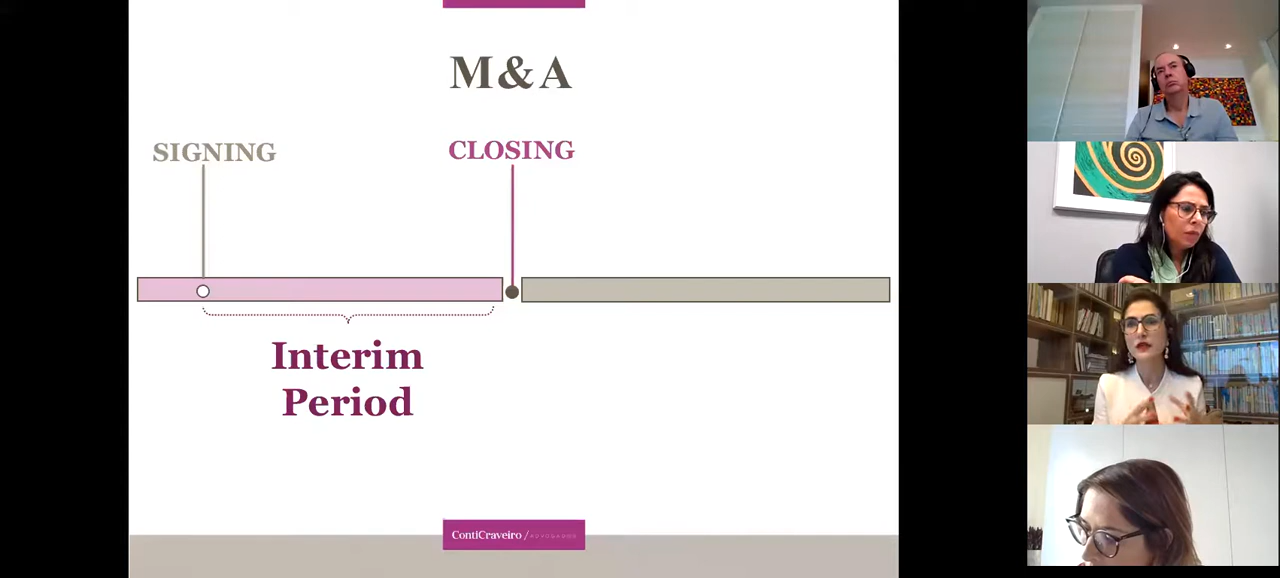 M&A
SIGNING
CLOSING
Interim
Period
ContiCraveiro /